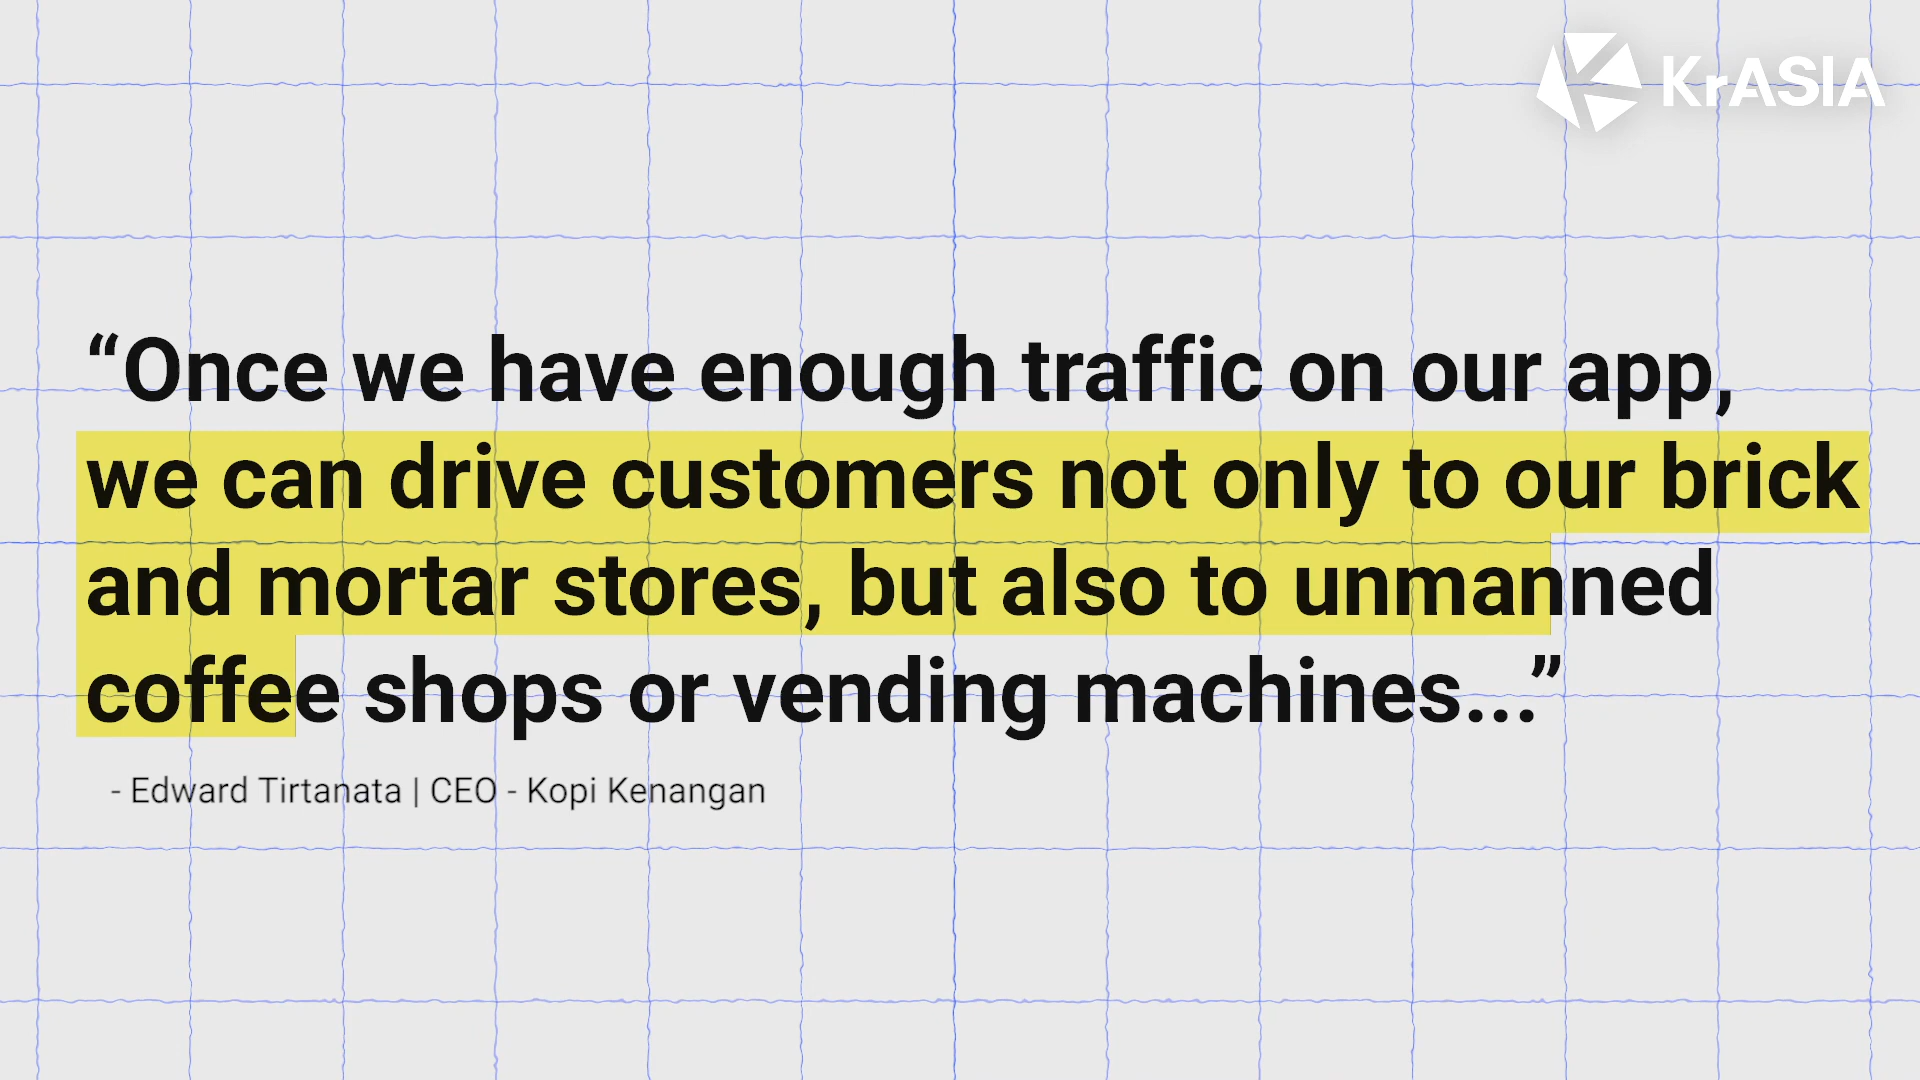 KrASIA
“Once we have enough traffic on our app,
we can drive customers not only to our brick
and mortar stores, but also to unmanned
coffee shops or vending machines...”
- Edward Tirtanata | CEO - Kopi Kenangan